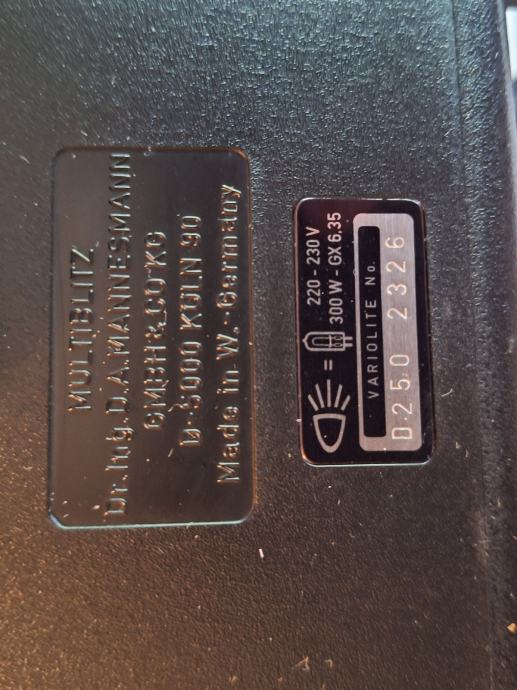 MULTIBLITZ
Dr. Ing. D.A MANNESMANN
GMBH & CO KG
D-5000 KÖLN 90
Made in W.-Germany
220 - 230 V
300 W - GX 6,35
VARIOLITE No.
D 250 2326